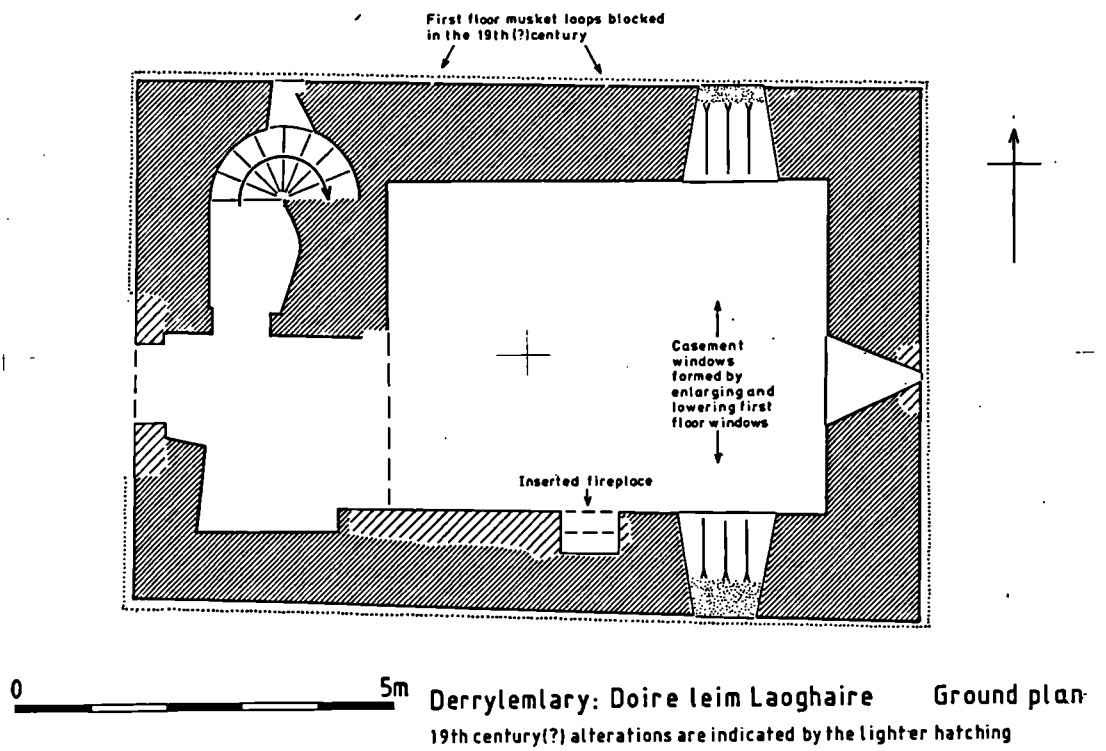 First floor musket loops blocked
in the 19th(?)century
Casement
windows
formed by
enlarging and
lowering first
floor windows
Inserted fireplace
0 5m
Derrylemlary: Doire leim Laoghaire Ground plan
19th century(?) alterations are indicated by the lighter hatching